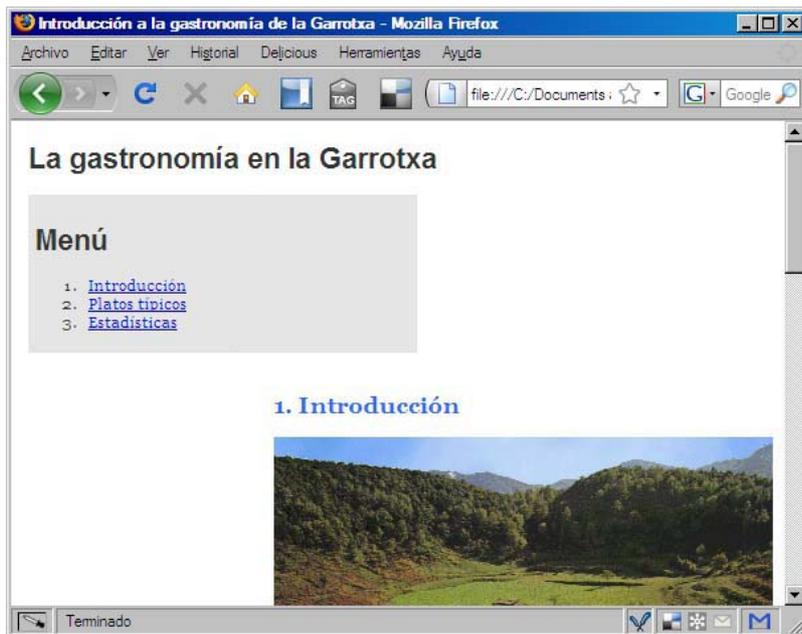 Introducción a la gastronomía de la Garrotxa - Mozilla Firefox
Archivo Editar Ver Historial Delicious Herramientas Ayuda
TAG file:///C:/Documents G Google
La gastronomía en la Garrotxa
Menú
1. Introducción
2. Platos típicos
3. Estadísticas
1. Introducción
Terminado